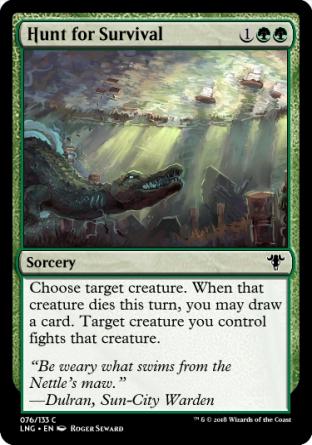 Hunt for Survival 1
Sorcery
Choose target creature. When that
creature dies this turn, you may draw
a card. Target creature you control
fights that creature.
“Be weary what swims from the
Nettle’s maw.”
—Dulran, Sun-City Warden
076/133 C
LNG • EN Roger Seward
™ & © 2018 Wizards of the Coast